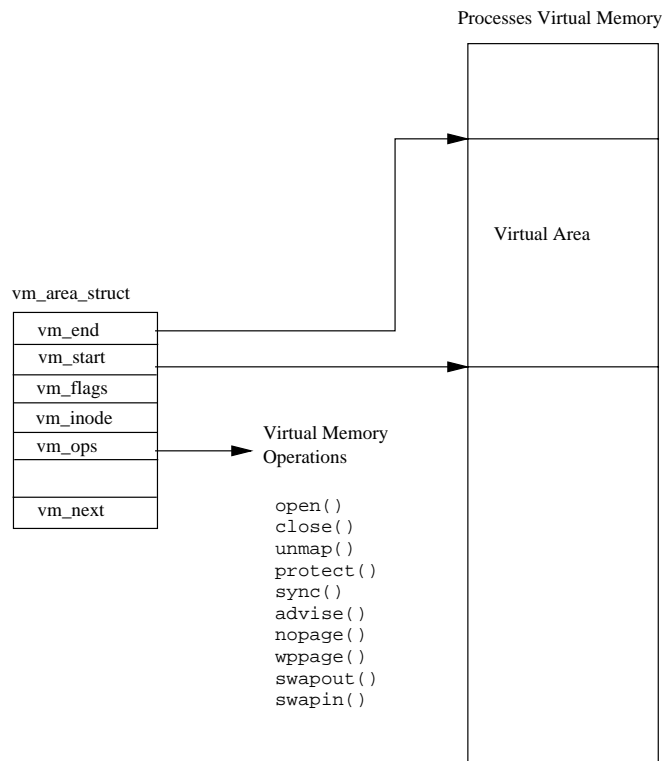 Processes Virtual Memory
Virtual Area
vm_area_struct
vm_end
vm_start
vm_flags
vm_inode
vm_ops
vm_next
Virtual Memory
Operations
open()
close()
unmap()
protect()
sync()
advise()
nopage()
wppage()
swapout()
swapin()